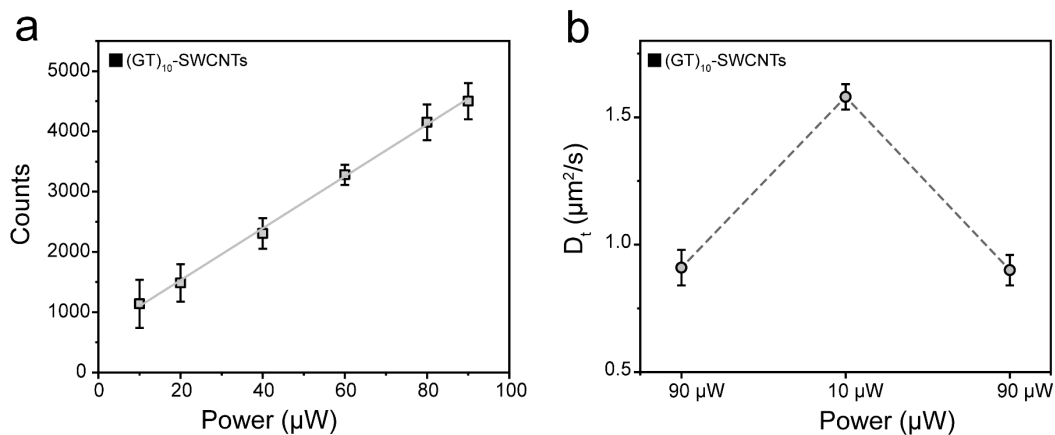 a
(GT)₁₀-SWCNTs
5000
4000
3000
2000
1000
0
Counts
0 20 40 60 80 100
Power (µW)
b
(GT)₁₀-SWCNTs
1.5
1.0
0.5
Dₜ (µm²/s)
90 µW 10 µW 90 µW
Power (µW)